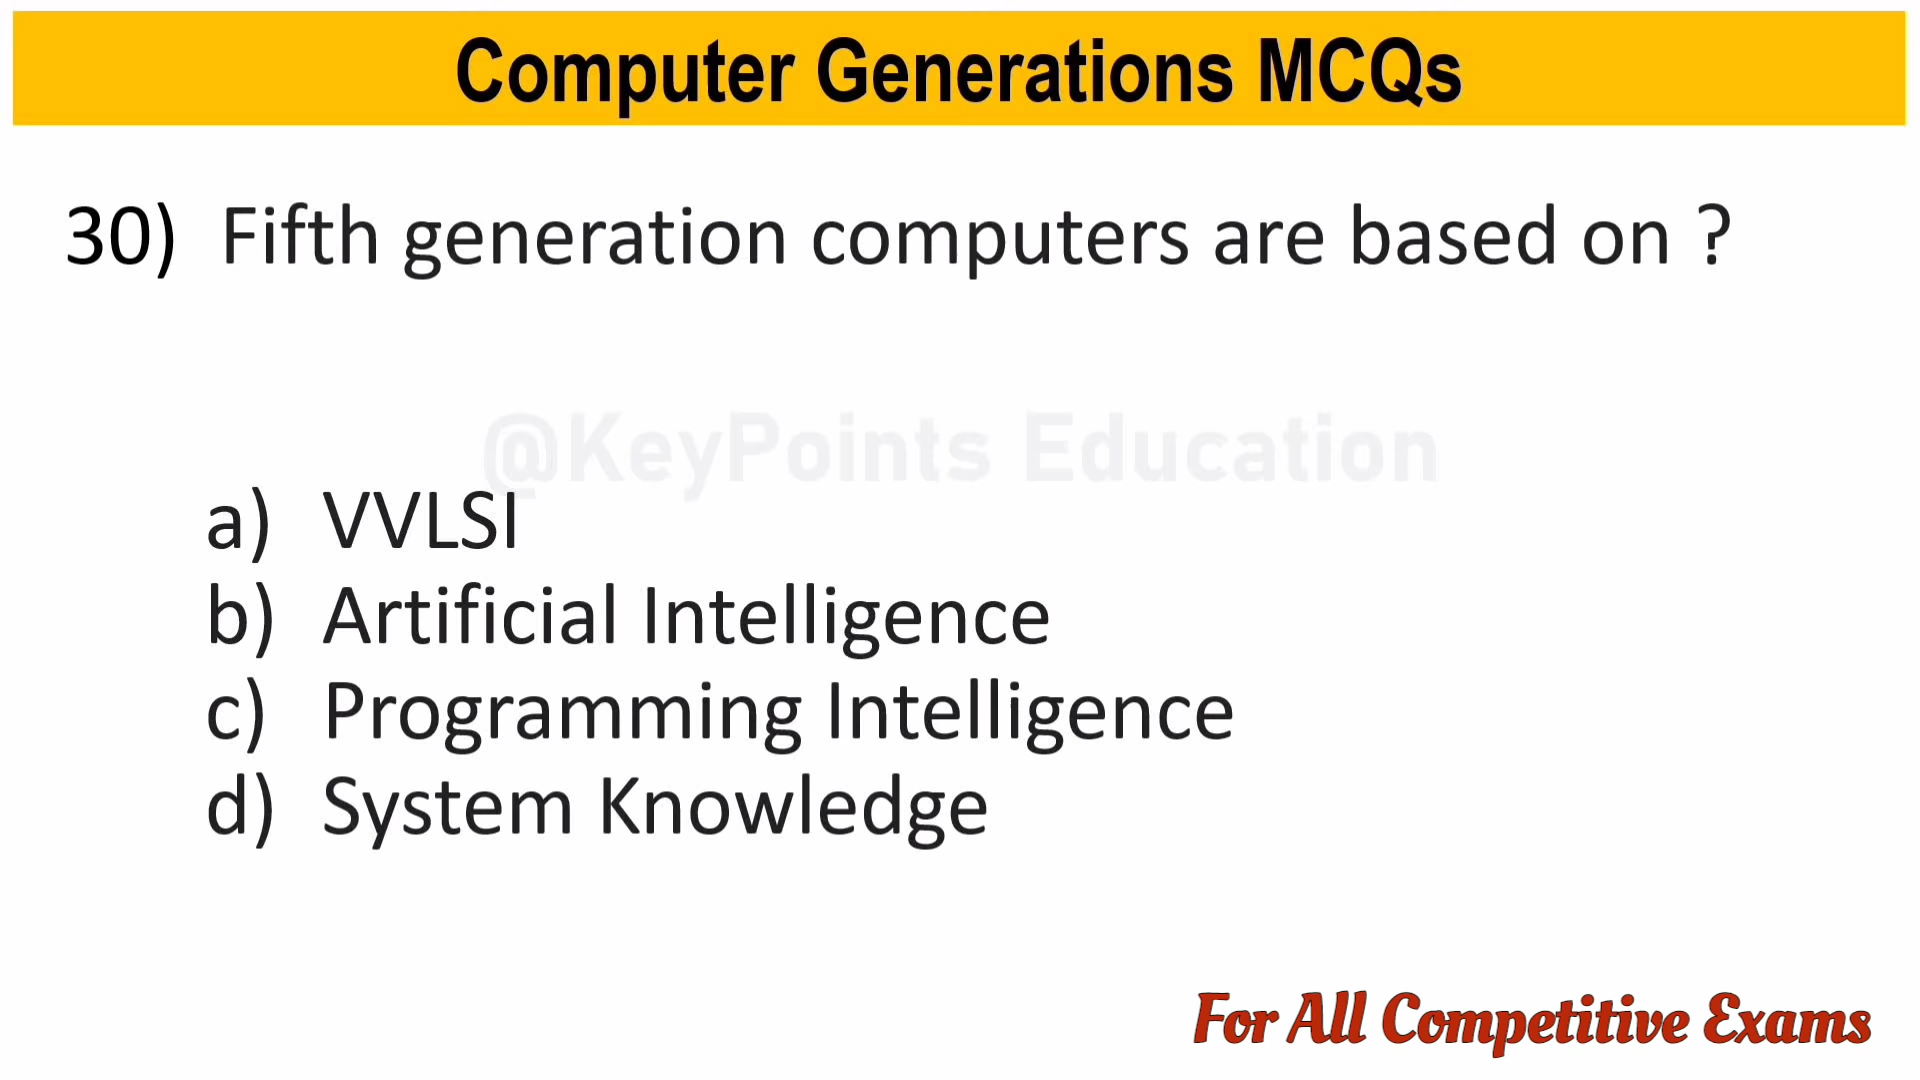 Computer Generations MCQs
30) Fifth generation computers are based on ?
@KeyPoints Education
a) VVLSI
b) Artificial Intelligence
c) Programming Intelligence
d) System Knowledge
For All Competitive Exams